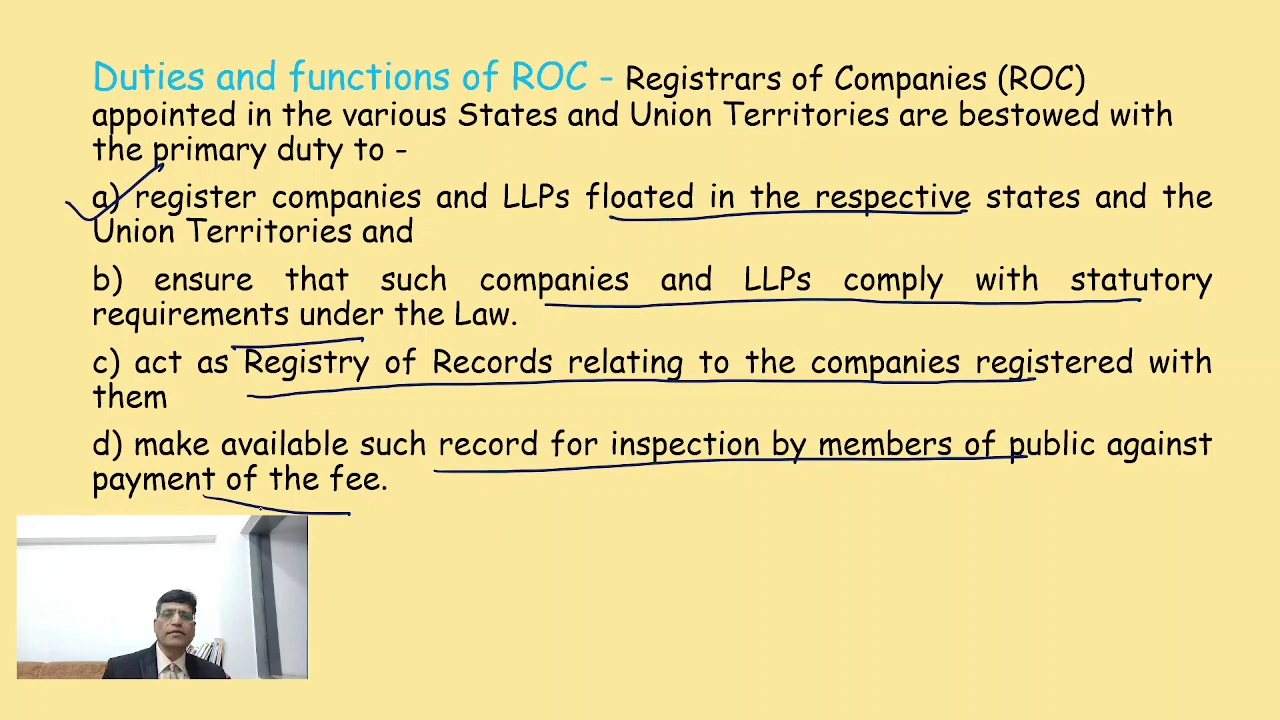 Duties and functions of ROC - Registrars of Companies (ROC)
appointed in the various States and Union Territories are bestowed with
the primary duty to -
a) register companies and LLPs floated in the respective states and the
Union Territories and
b) ensure that such companies and LLPs comply with statutory
requirements under the Law.
c) act as Registry of Records relating to the companies registered with
them
d) make available such record for inspection by members of public against
payment of the fee.